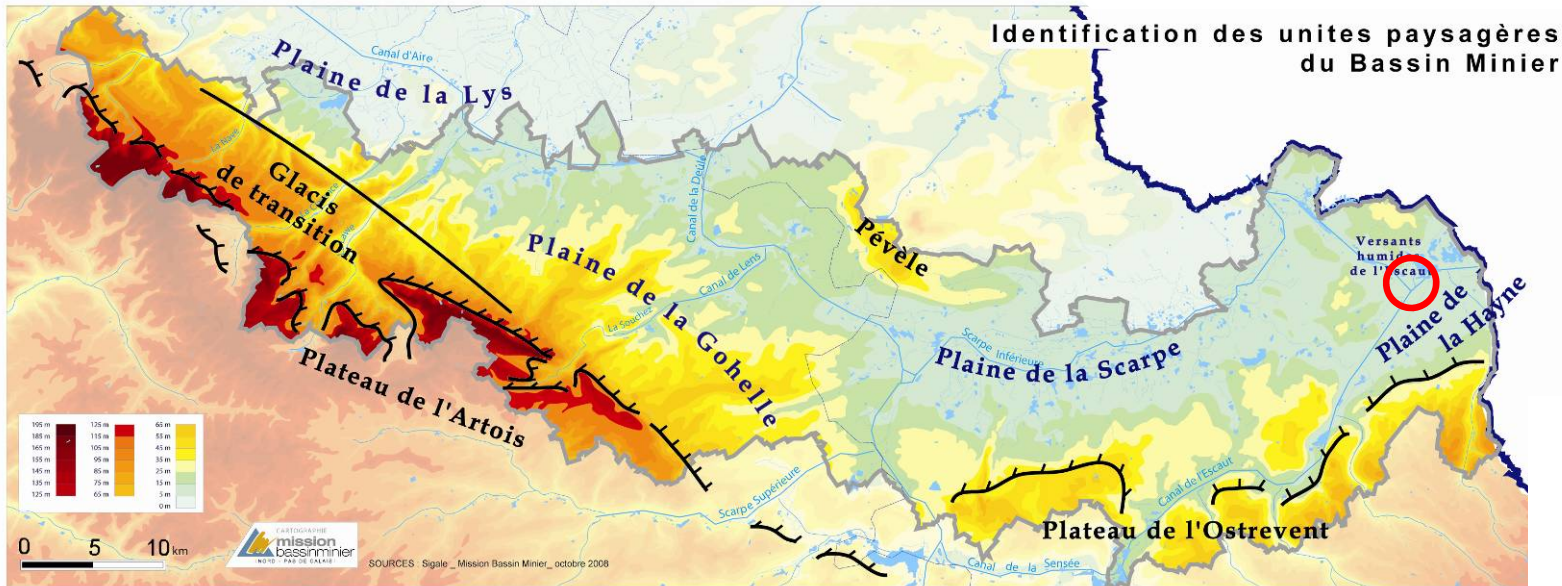 Identification des unites paysagères
du Bassin Minier
Canal d'Aire
Plaine de la Lys
La Nave
Glacis
de transition
Canal de la Deûle
Plaine de la Gohelle
Canal de Lens
La Souchez
Pévèle
Versants
humides
de l'Escaut
Plaine de
la Hayne
Scarpe Inférieure
Plaine de la Scarpe
Plateau de l'Artois
Canal de l'Escaut
Scarpe Supérieure
Plateau de l'Ostrevent
Canal de la Sensée
195 m
185 m
165 m
155 m
145 m
135 m
125 m
125 m
115 m
105 m
95 m
85 m
75 m
65 m
65 m
55 m
45 m
35 m
25 m
15 m
5 m
0 m
0 5 10 km
CARTOGRAPHIE
mission
bassinminier
NORD - PAS DE CALAIS
SOURCES : Sigale _ Mission Bassin Minier_ octobre 2008